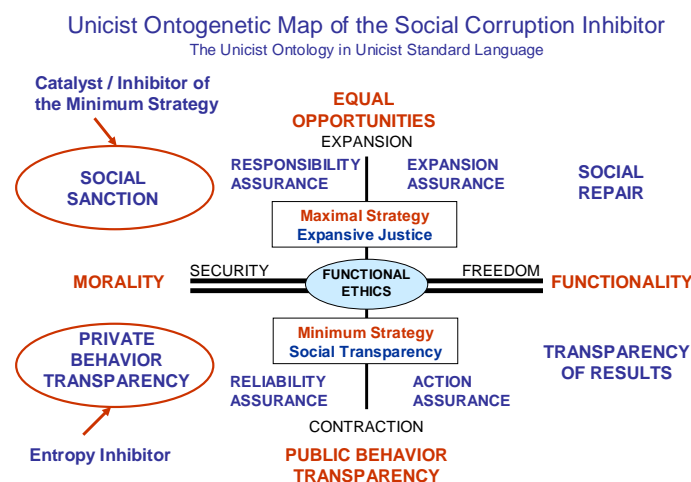 Unicist Ontogenetic Map of the Social Corruption Inhibitor
The Unicist Ontology in Unicist Standard Language
Catalyst / Inhibitor of
the Minimum Strategy
EQUAL
OPPORTUNITIES
EXPANSION
SOCIAL
SANCTION
RESPONSIBILITY
ASSURANCE
EXPANSION
ASSURANCE
SOCIAL
REPAIR
Maximal Strategy
Expansive Justice
MORALITY
SECURITY
FUNCTIONAL
ETHICS
FREEDOM
FUNCTIONALITY
Minimum Strategy
Social Transparency
PRIVATE
BEHAVIOR
TRANSPARENCY
RELIABILITY
ASSURANCE
ACTION
ASSURANCE
TRANSPARENCY
OF RESULTS
CONTRACTION
Entropy Inhibitor
PUBLIC BEHAVIOR
TRANSPARENCY